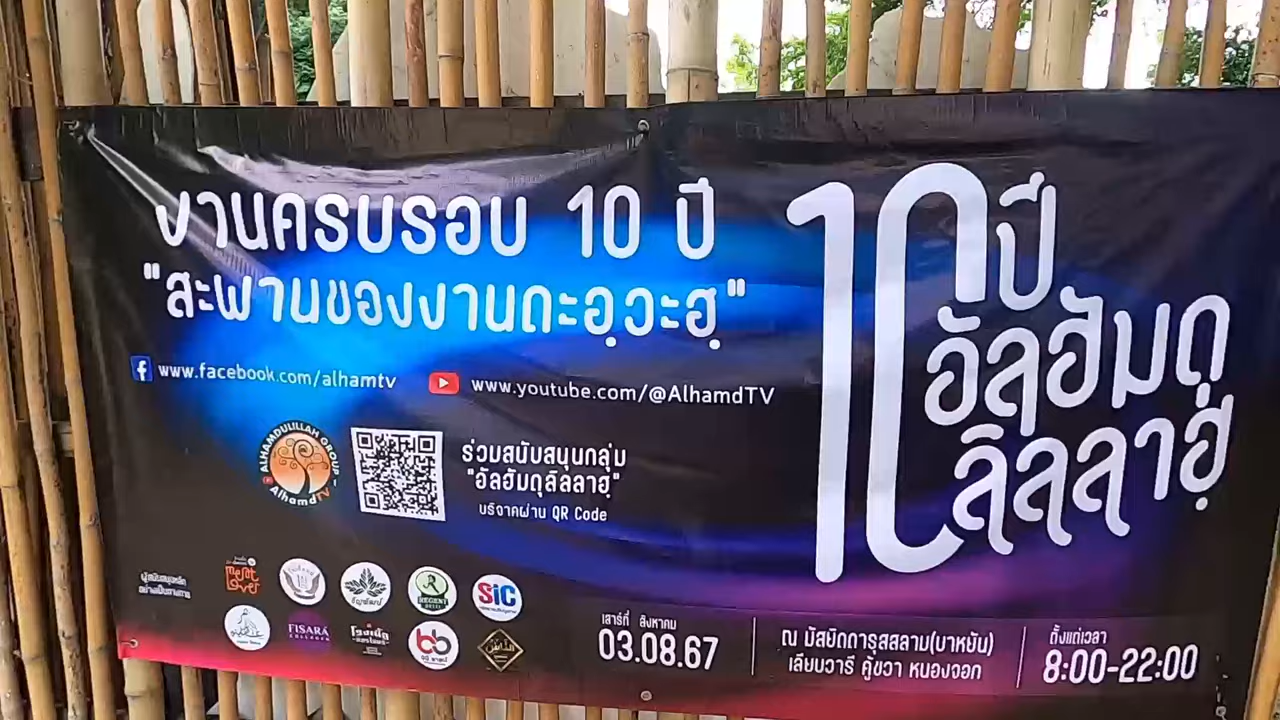 งานครบรอบ 10 ปี
"สะพานของงานดะอฺวะฮฺ"
www.facebook.com/alhamtv
www.youtube.com/@AlhamdTV
10 ปี
อัลฮัมดุ
ลิลลาฮฺ
ALHAMDULILLAH GROUP
AlhamdTV
ร่วมสนับสนุนกลุ่ม
"อัลฮัมดุลิลลาฮฺ"
บริจาคผ่าน QR Code
ผู้สนับสนุนหลัก
อย่างเป็นทางการ
meat
Lover
REGENT
SiC
FISARA
bb
เสาร์ที่ สิงหาคม
03.08.67
ณ มัสยิดดารุสสลาม(บาหยัน)
เลียบวารี คู้ขวา หนองจอก
ตั้งแต่เวลา
8:00-22:00